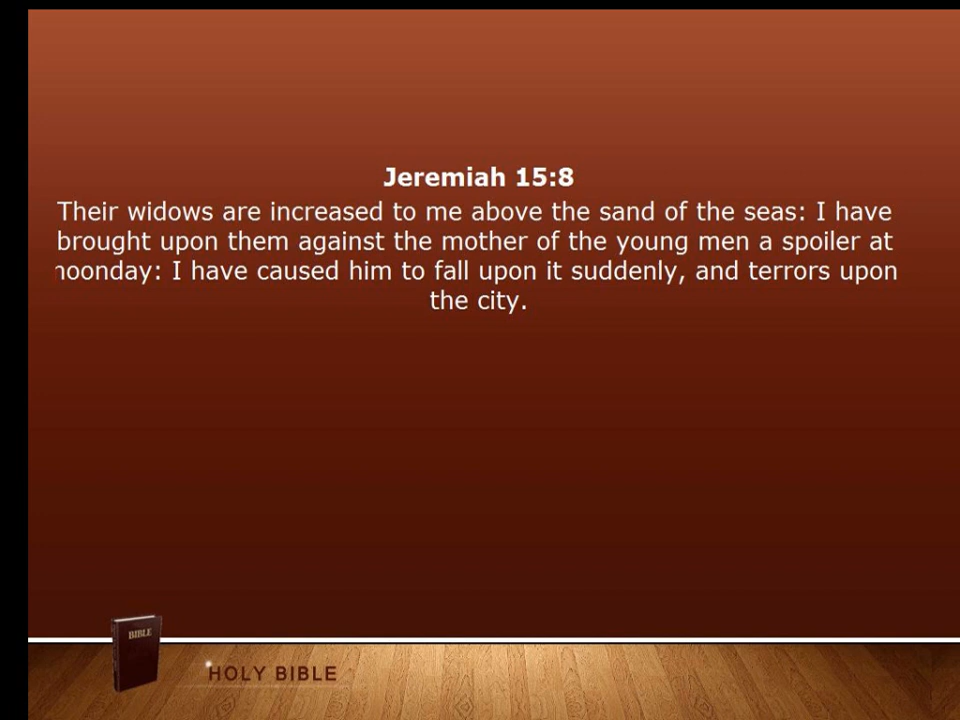 Jeremiah 15:8
Their widows are increased to me above the sand of the seas: I have
brought upon them against the mother of the young men a spoiler at
noonday: I have caused him to fall upon it suddenly, and terrors upon
the city.
BIBLE
HOLY BIBLE